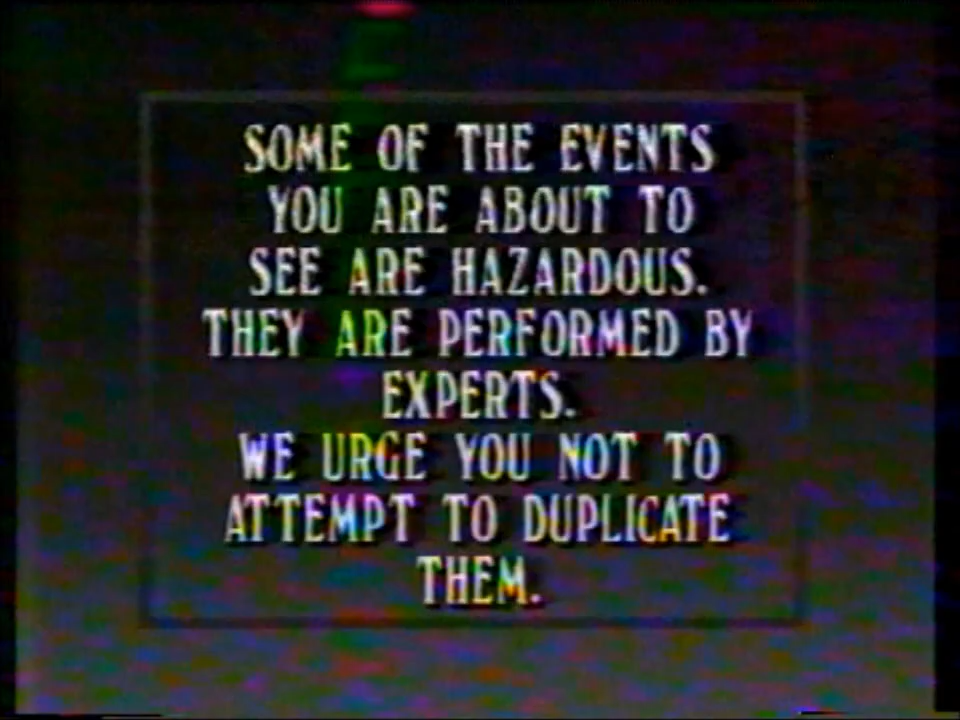 SOME OF THE EVENTS
YOU ARE ABOUT TO
SEE ARE HAZARDOUS.
THEY ARE PERFORMED BY
EXPERTS.
WE URGE YOU NOT TO
ATTEMPT TO DUPLICATE
THEM.